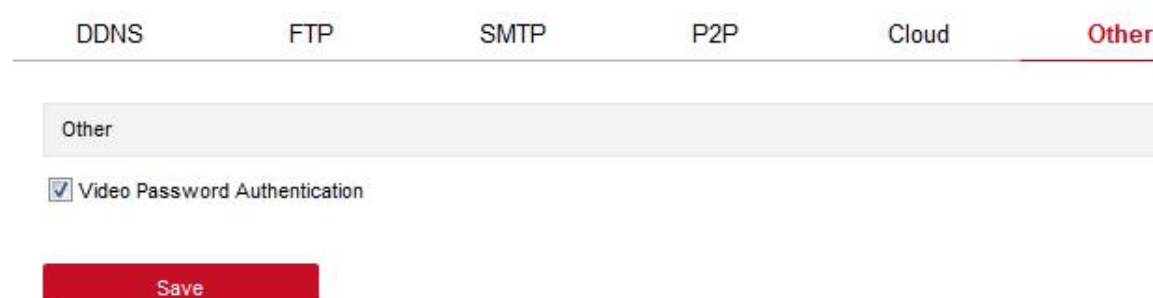 DDNS FTP SMTP P2P Cloud Other
Other
Video Password Authentication
Save